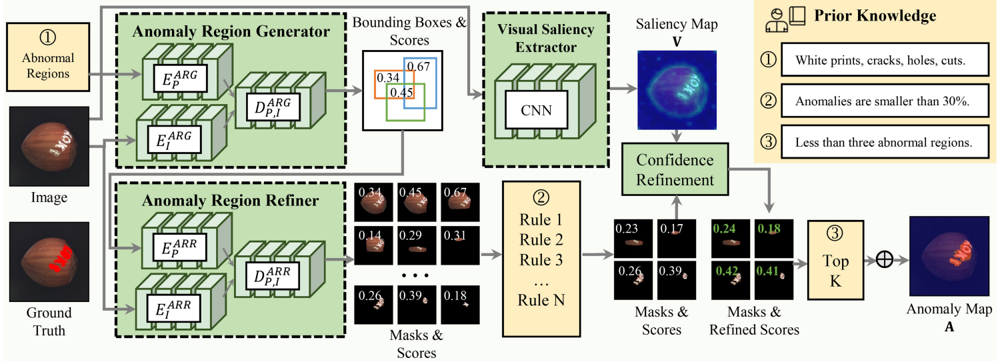 ①
Abnormal
Regions
Anomaly Region Generator
E_P^ARG
E_I^ARG
D_{P,I}^ARG
Bounding Boxes &
Scores
0.67
0.34
0.45
Visual Saliency
Extractor
CNN
Saliency Map
V
Prior Knowledge
① White prints, cracks, holes, cuts.
② Anomalies are smaller than 30%.
③ Less than three abnormal regions.
Image
Ground
Truth
Anomaly Region Refiner
E_P^ARR
E_I^ARR
D_{P,I}^ARR
0.34 0.45 0.67
0.14 0.29 0.31
• • •
0.26 0.39 0.18
Masks &
Scores
②
Rule 1
Rule 2
Rule 3
...
Rule N
Confidence
Refinement
0.23 0.17
0.26 0.39
Masks &
Scores
0.24 0.18
0.42 0.41
Masks &
Refined Scores
③
Top
K
⊕
Anomaly Map
A